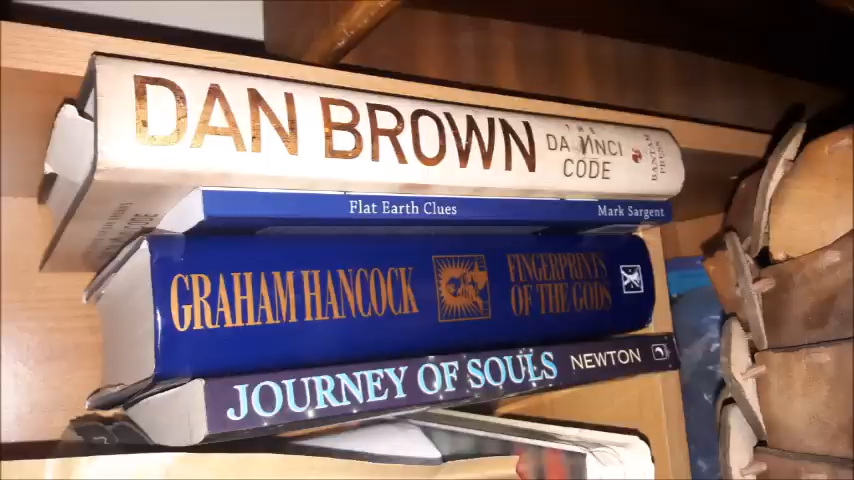 DAN BROWN
THE
DA VINCI
CODE
BANTAM
PRESS
Flat Earth Clues
Mark Sargent
GRAHAM HANCOCK
FINGERPRINTS
OF THE GODS
JOURNEY OF SOULS
NEWTON